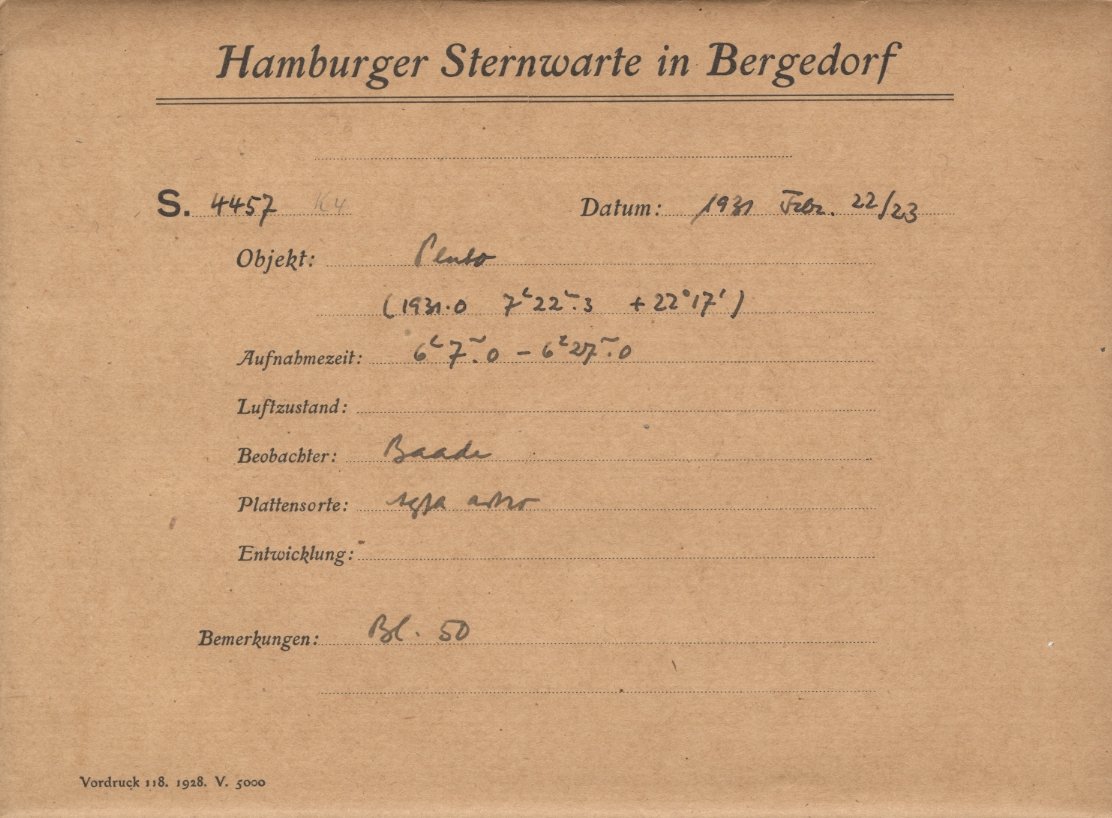 Hamburger Sternwarte in Bergedorf
S. 4457 K4 Datum: 1931 Febr. 22/23
Objekt: Pluto
(1931.0 7ʰ22ᵐ.3 +22°17')
Aufnahmezeit: 6ʰ7ᵐ.0 – 6ʰ27ᵐ.0
Luftzustand:
Beobachter: Baade
Plattensorte: Agfa astro
Entwicklung:
Bemerkungen: Bl. 50
Vordruck 118. 1928. V. 5000